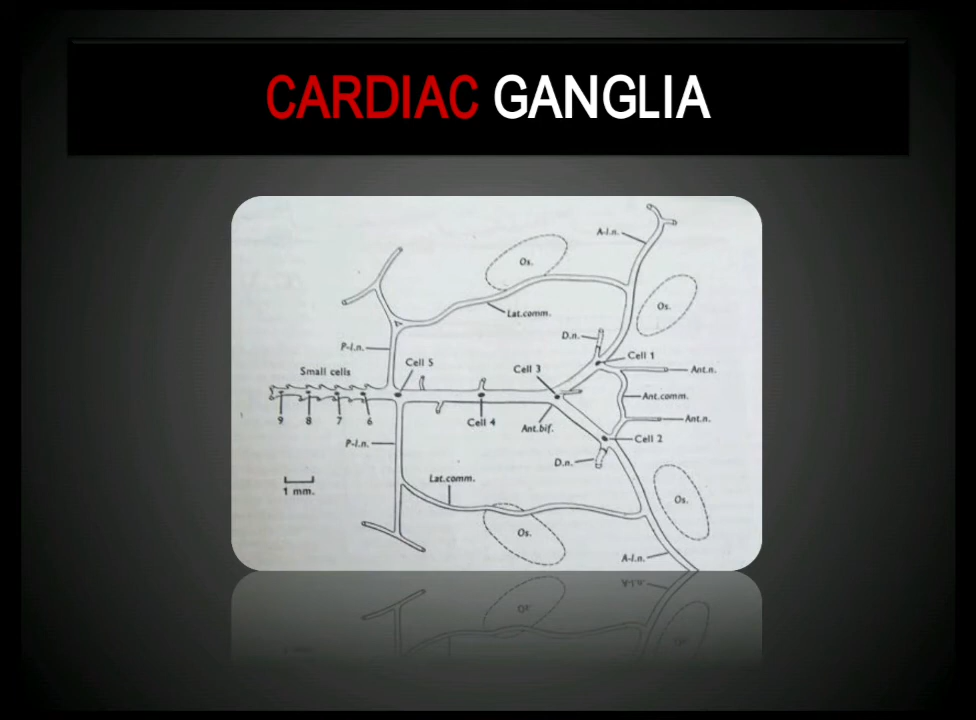 CARDIAC GANGLIA
A-l.n.
Os.
Os.
Lat.comm.
D.n.
P-l.n.
Cell 1
Cell 5
Cell 3
Small cells
Ant.n.
Ant.comm.
9 8 7 6
Cell 4
Ant.bif.
Ant.n.
Cell 2
P-l.n.
D.n.
Lat.comm.
1 mm.
Os.
Os.
A-l.n.